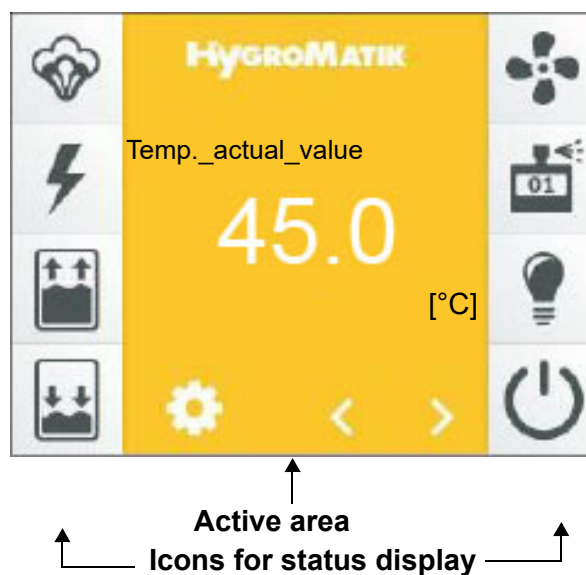 HYGROMATIK
Temp._actual_value
45.0
01
[°C]
Active area
Icons for status display